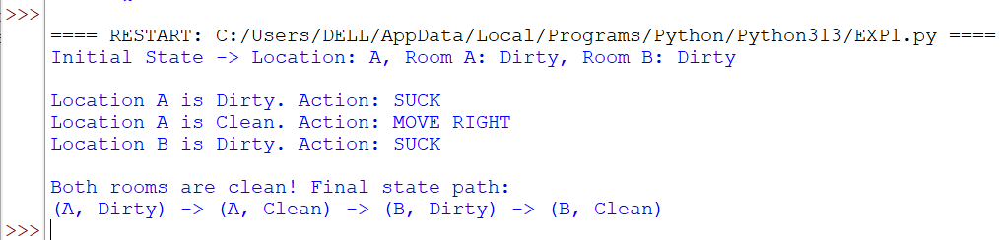 >>>
==== RESTART: C:/Users/DELL/AppData/Local/Programs/Python/Python313/EXP1.py ====
Initial State -> Location: A, Room A: Dirty, Room B: Dirty
Location A is Dirty. Action: SUCK
Location A is Clean. Action: MOVE RIGHT
Location B is Dirty. Action: SUCK
Both rooms are clean! Final state path:
(A, Dirty) -> (A, Clean) -> (B, Dirty) -> (B, Clean)
>>>